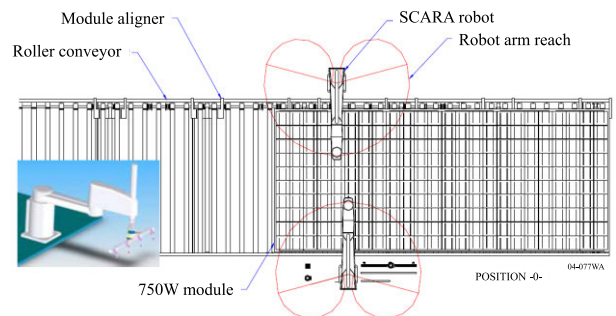 Module aligner
SCARA robot
Roller conveyor
Robot arm reach
750W module
POSITION -0-
04-077WA